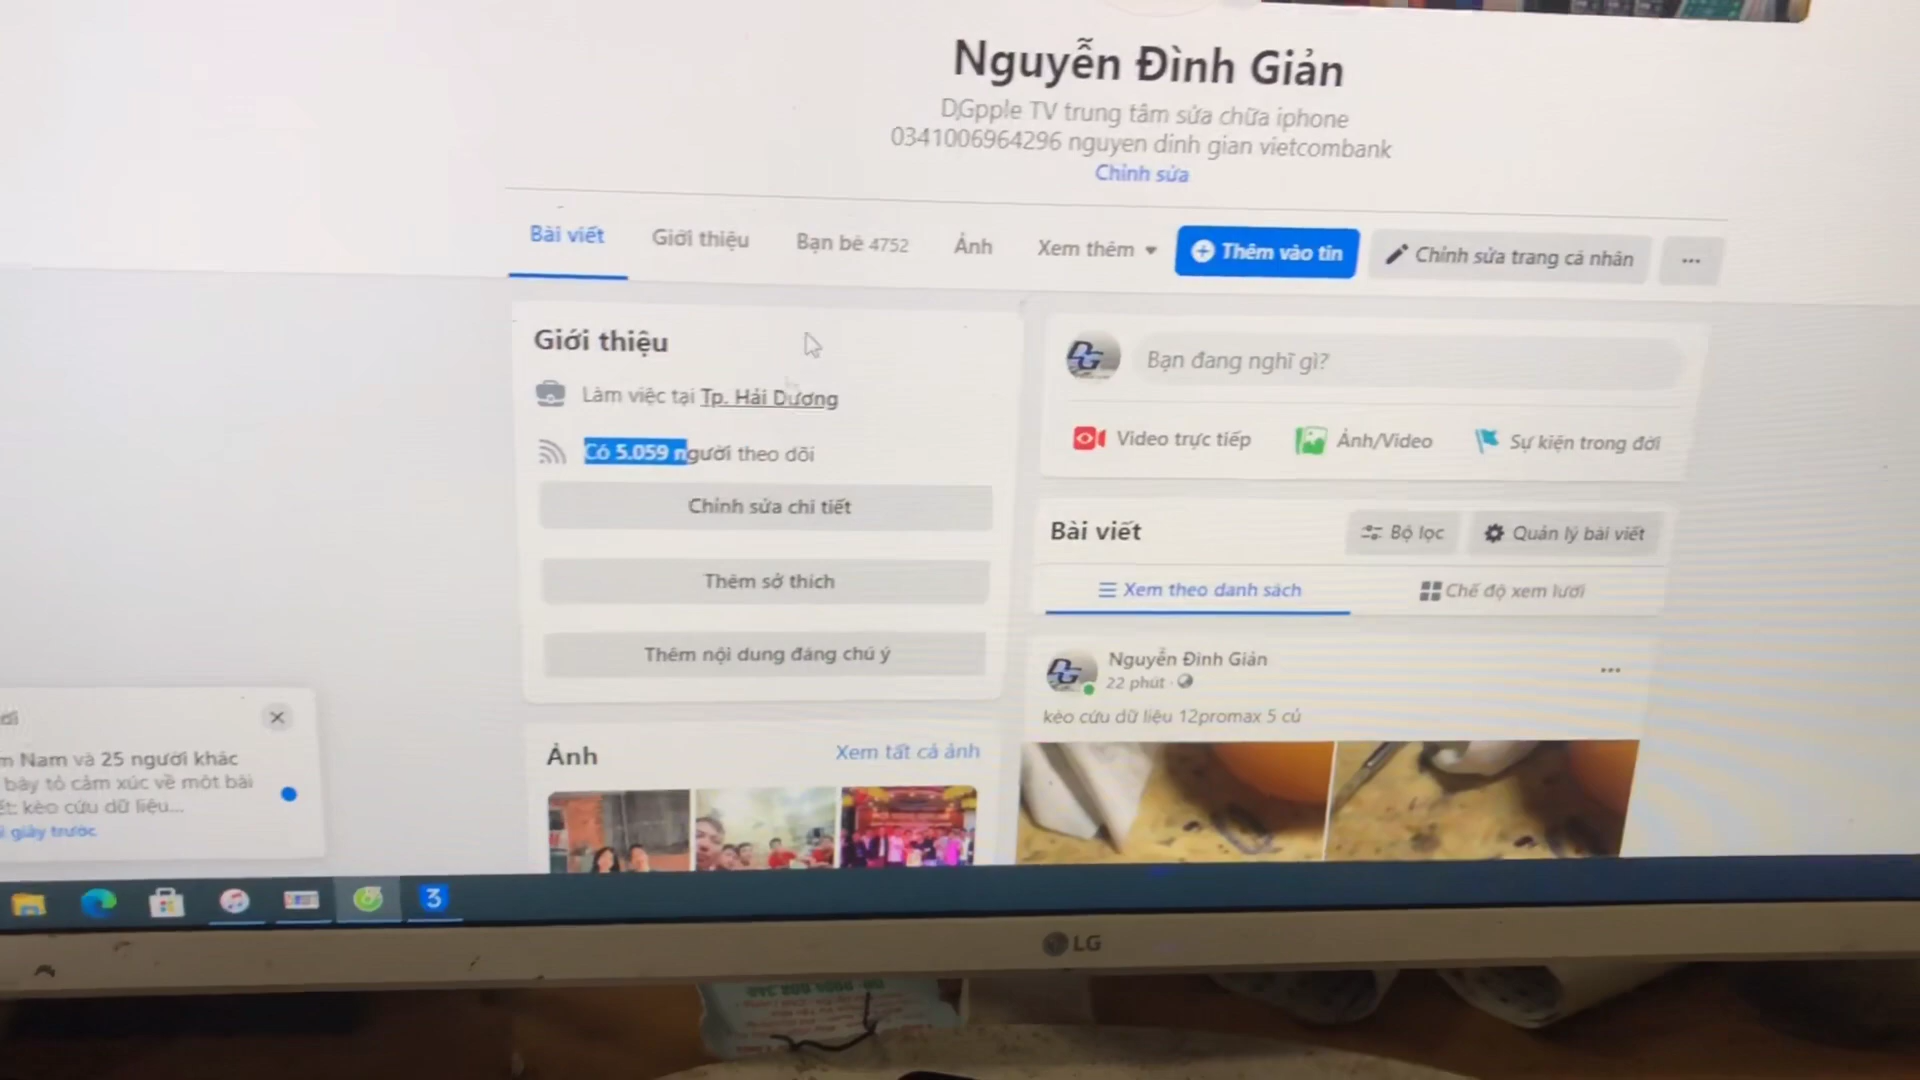 Nguyễn Đình Giản
DGpple TV trung tâm sửa chữa iphone
0341006964296 nguyen dinh gian vietcombank
Chỉnh sửa
Bài viết
Giới thiệu
Bạn bè 4752
Ảnh
Xem thêm
Thêm vào tin
Chỉnh sửa trang cá nhân
Giới thiệu
Làm việc tại Tp. Hải Dương
Có 5.059 người theo dõi
Chỉnh sửa chi tiết
Thêm sở thích
Thêm nội dung đáng chú ý
Ảnh
Xem tất cả ảnh
Bạn đang nghĩ gì?
Video trực tiếp
Ảnh/Video
Sự kiện trong đời
Bài viết
Bộ lọc
Quản lý bài viết
Xem theo danh sách
Chế độ xem lưới
Nguyễn Đình Giản
22 phút
kèo cứu dữ liệu 12promax 5 củ
Nam và 25 người khác
bày tỏ cảm xúc về một bài
kèo cứu dữ liệu...
giây trước
3
LG